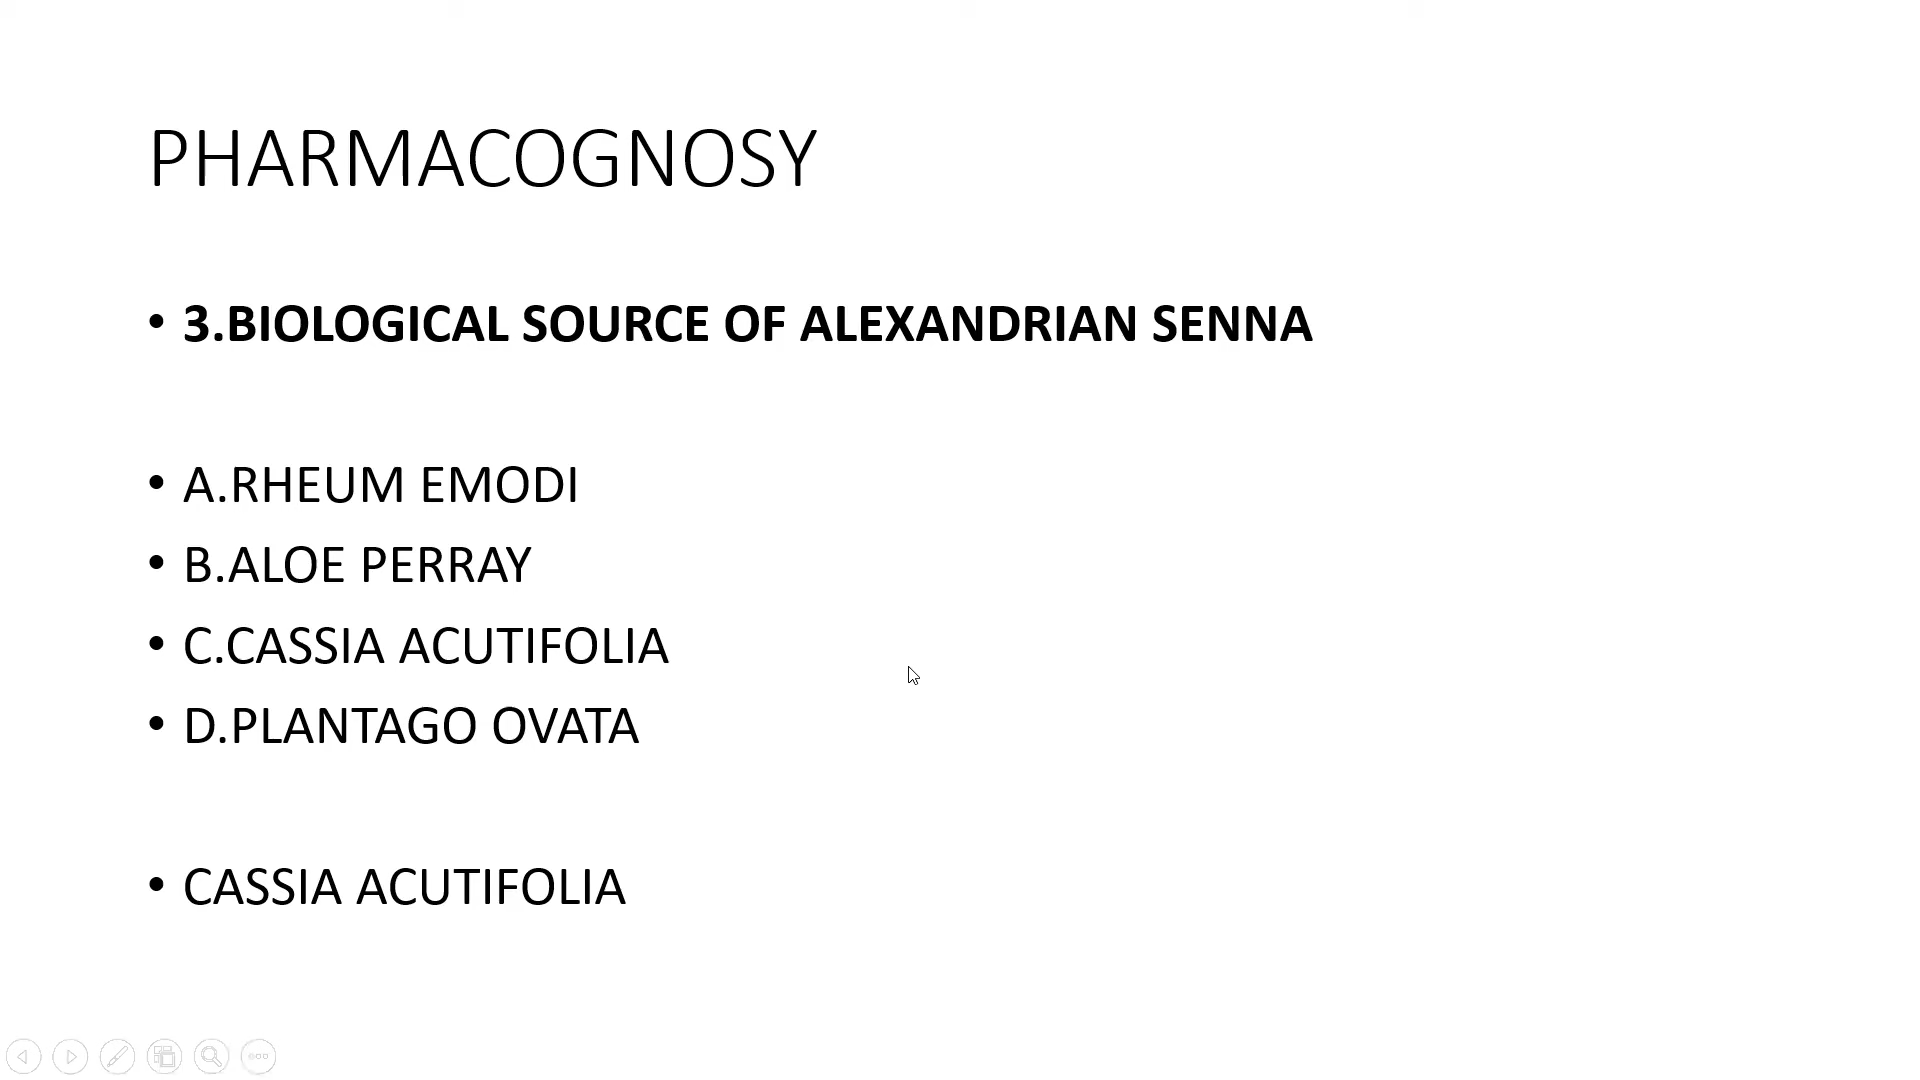 PHARMACOGNOSY
• 3.BIOLOGICAL SOURCE OF ALEXANDRIAN SENNA
• A.RHEUM EMODI
• B.ALOE PERRAY
• C.CASSIA ACUTIFOLIA
• D.PLANTAGO OVATA
• CASSIA ACUTIFOLIA